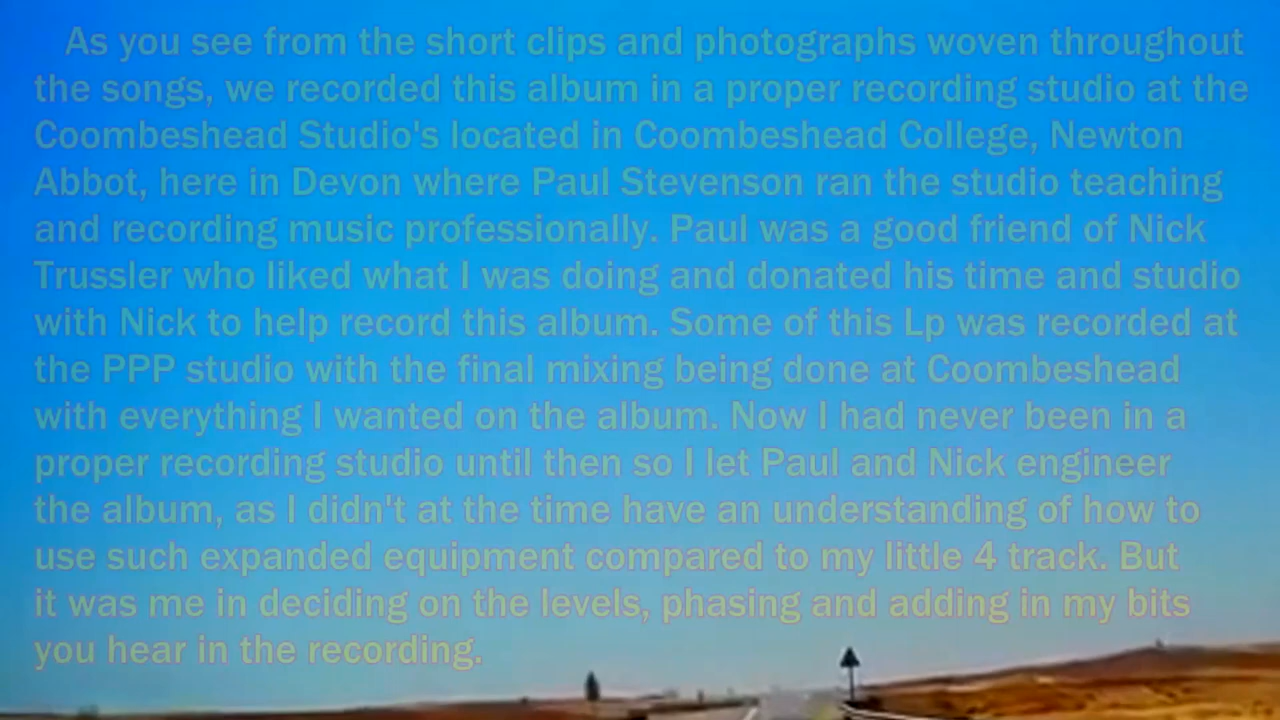 As you see from the short clips and photographs woven throughout
the songs, we recorded this album in a proper recording studio at the
Coombeshead Studio's located in Coombeshead College, Newton
Abbot, here in Devon where Paul Stevenson ran the studio teaching
and recording music professionally. Paul was a good friend of Nick
Trussler who liked what I was doing and donated his time and studio
with Nick to help record this album. Some of this Lp was recorded at
the PPP studio with the final mixing being done at Coombeshead
with everything I wanted on the album. Now I had never been in a
proper recording studio until then so I let Paul and Nick engineer
the album, as I didn't at the time have an understanding of how to
use such expanded equipment compared to my little 4 track. But
it was me in deciding on the levels, phasing and adding in my bits
you hear in the recording.